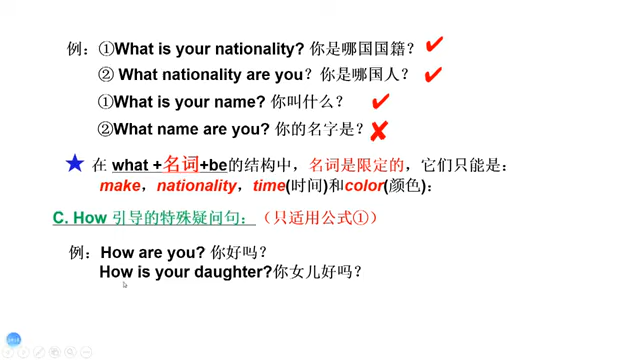 例：①What is your nationality? 你是哪国国籍？ ✓
② What nationality are you？你是哪国人？ ✓
①What is your name? 你叫什么？ ✓
②What name are you? 你的名字是？ ✘
★ 在 what +名词+be的结构中，名词是限定的，它们只能是：
make，nationality，time(时间)和color(颜色)：
C. How 引导的特殊疑问句：（只适用公式①）
例：How are you? 你好吗？
How is your daughter?你女儿好吗？